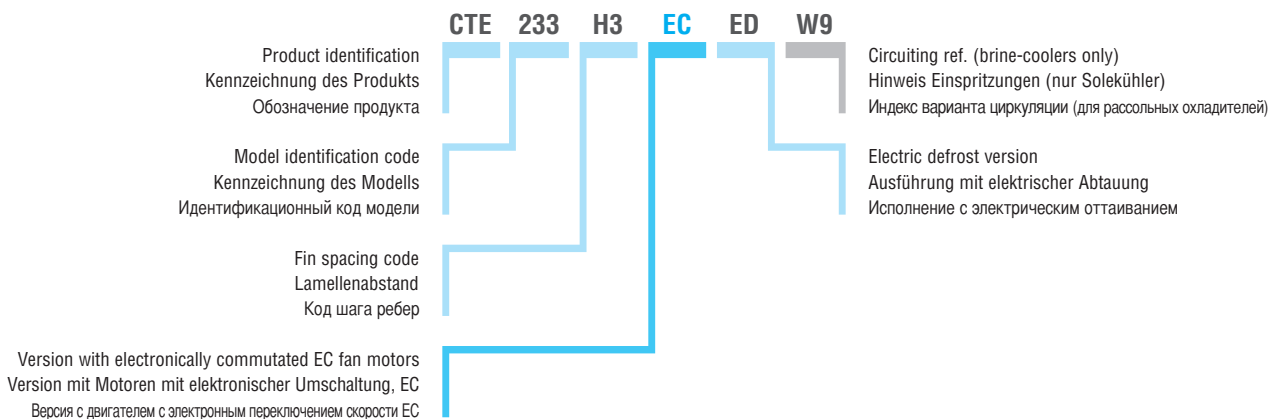 CTE 233 H3 EC ED W9
Product identification
Kennzeichnung des Produkts
Обозначение продукта
Model identification code
Kennzeichnung des Modells
Идентификационный код модели
Fin spacing code
Lamellenabstand
Код шага ребер
Version with electronically commutated EC fan motors
Version mit Motoren mit elektronischer Umschaltung, EC
Версия с двигателем с электронным переключением скорости EC
Circuiting ref. (brine-coolers only)
Hinweis Einspritzungen (nur Solekühler)
Индекс варианта циркуляции (для рассольных охладителей)
Electric defrost version
Ausführung mit elektrischer Abtauung
Исполнение с электрическим оттаиванием